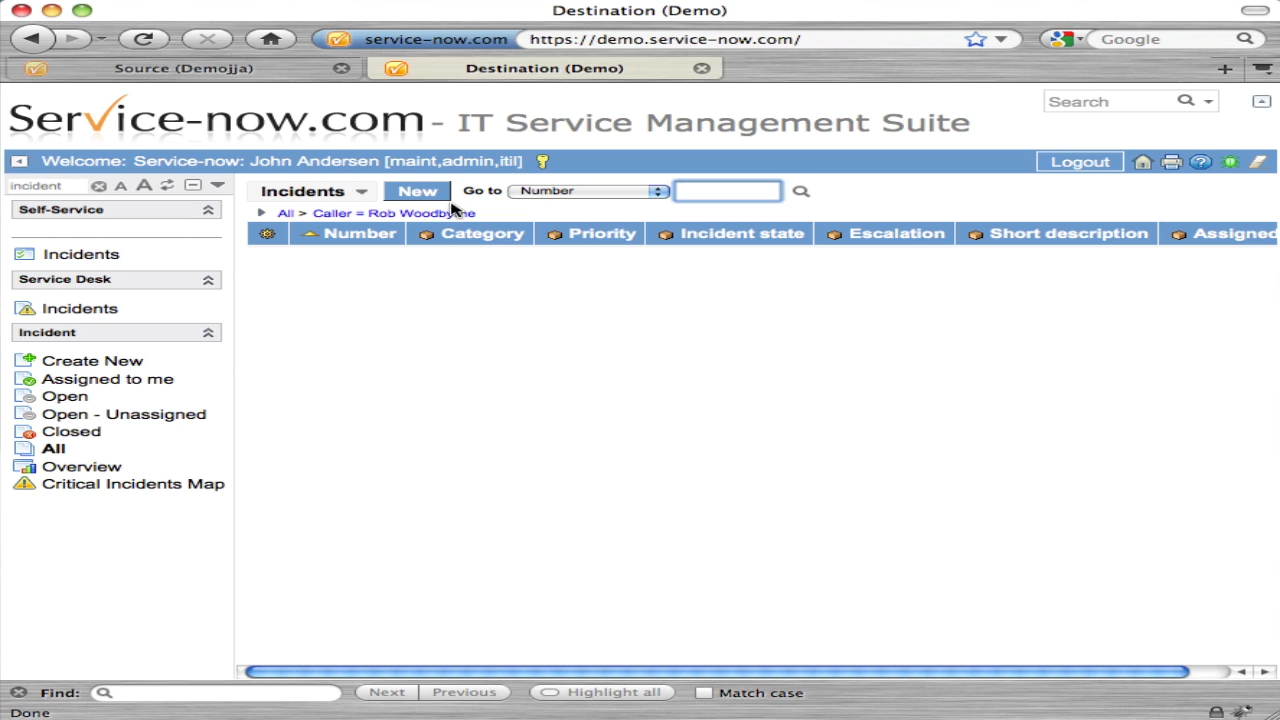 Destination (Demo)
service-now.com https://demo.service-now.com/ Google
Source (Demojja) Destination (Demo)
Service-now.com - IT Service Management Suite
Search
Welcome: Service-now: John Andersen [maint,admin,itil] Logout
incident A A
Incidents New Go to Number
Self-Service
All > Caller = Rob Woodbyrne
Number Category Priority Incident state Escalation Short description Assigned
Incidents
Service Desk
Incidents
Incident
Create New
Assigned to me
Open
Open - Unassigned
Closed
All
Overview
Critical Incidents Map
Find: Next Previous Highlight all Match case
Done